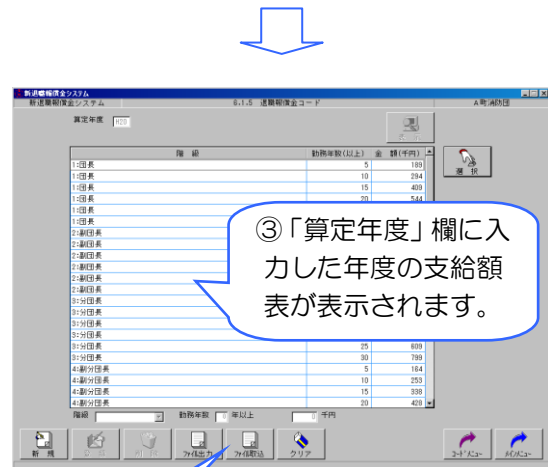 新退職報償金システム
新退職報償金システム 6.1.5 退職報償金コード A町消防団
算定年度 H20
階 級 勤務年数(以上) 金 額(千円)
1:団長 5 189
1:団長 10 294
1:団長 15 409
1:団長 20 544
1:団長
1:団長
2:副団長
2:副団長
2:副団長
2:副団長
2:副団長
2:副団長
3:分団長
3:分団長
3:分団長
3:分団長
3:分団長 25 609
3:分団長 30 799
4:副分団長 5 164
4:副分団長 10 253
4:副分団長 15 338
4:副分団長 20 428
選 択
③「算定年度」欄に入
力した年度の支給額
表が表示されます。
階級 勤務年数 0 年以上 0 千円
新 規 登 録 削 除 ファイル出力 ファイル取込 クリア コードメニュー メインメニュー